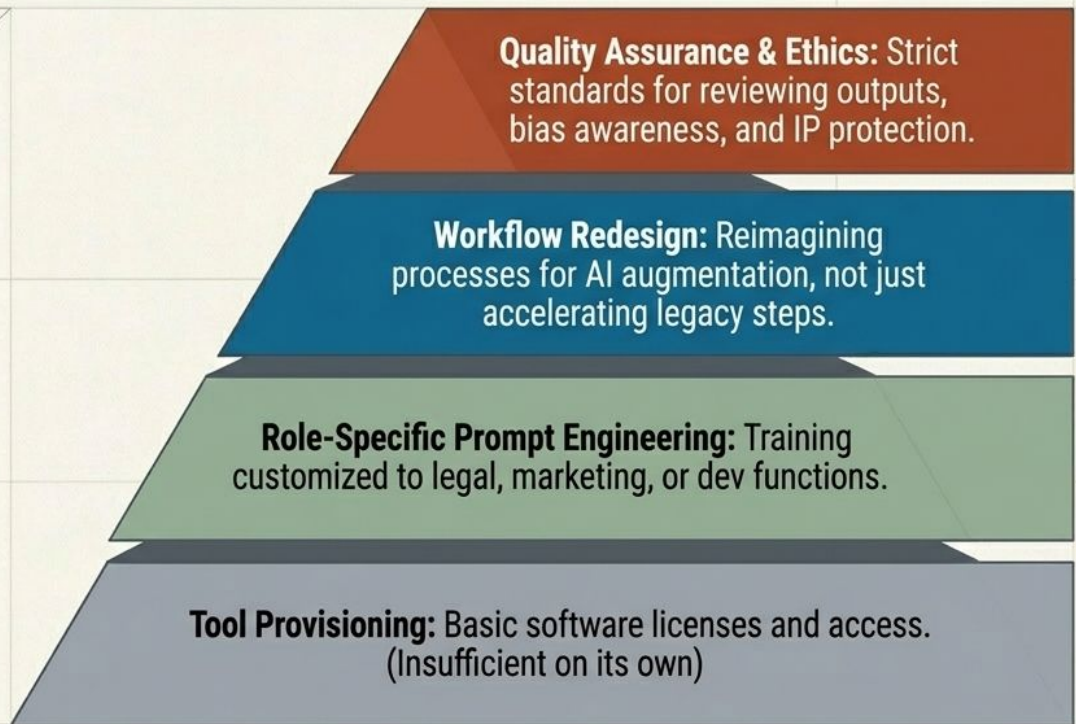 Quality Assurance & Ethics: Strict
standards for reviewing outputs,
bias awareness, and IP protection.
Workflow Redesign: Reimagining
processes for AI augmentation, not just
accelerating legacy steps.
Role-Specific Prompt Engineering: Training
customized to legal, marketing, or dev functions.
Tool Provisioning: Basic software licenses and access.
(Insufficient on its own)